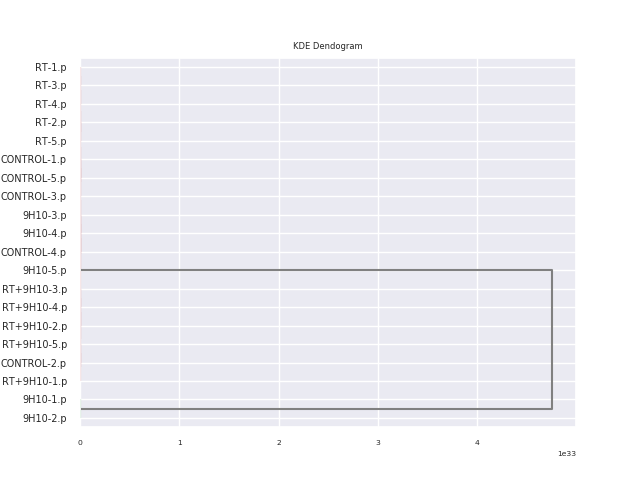 KDE Dendogram
RT-1.p
RT-3.p
RT-4.p
RT-2.p
RT-5.p
CONTROL-1.p
CONTROL-5.p
CONTROL-3.p
9H10-3.p
9H10-4.p
CONTROL-4.p
9H10-5.p
RT+9H10-3.p
RT+9H10-4.p
RT+9H10-2.p
RT+9H10-5.p
CONTROL-2.p
RT+9H10-1.p
9H10-1.p
9H10-2.p
0 1 2 3 4
1e33